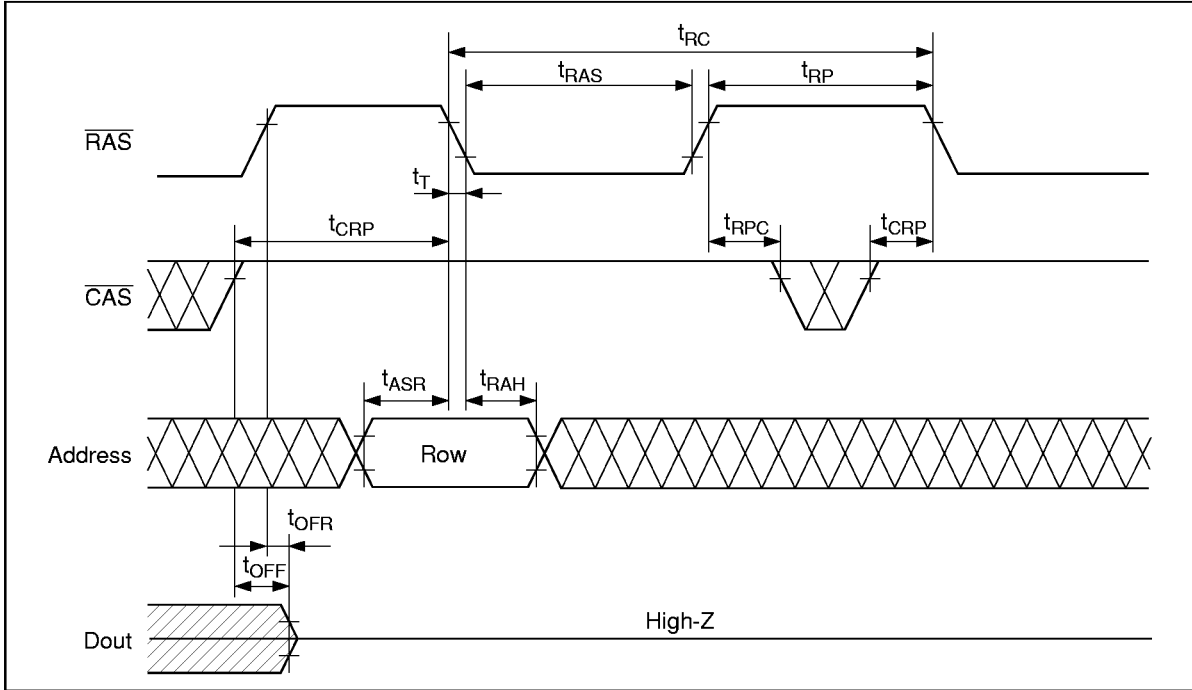 tRC
tRAS
tRP
RAS
tT
tCRP
tRPC
tCRP
CAS
tASR
tRAH
Address
Row
tOFR
tOFF
Dout
High-Z